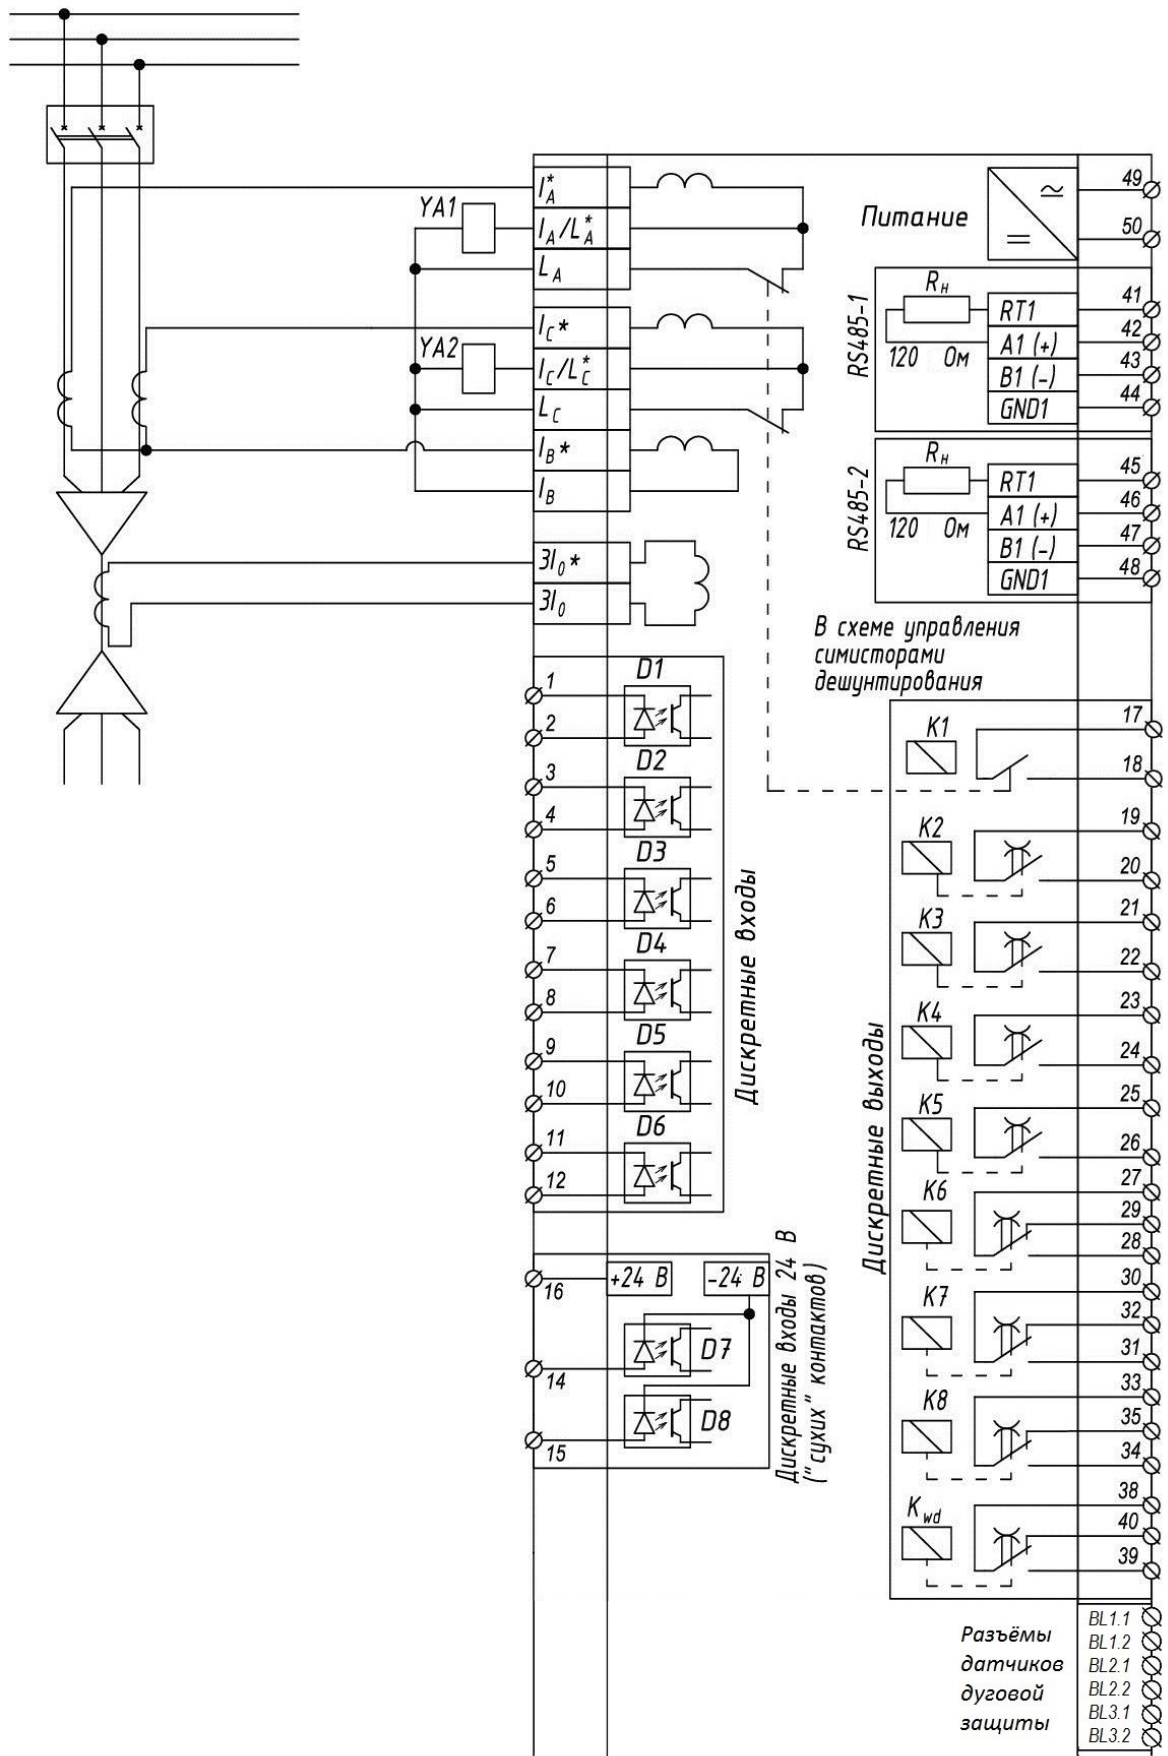 I*A
YA1
IA/L*A
LA
IC*
YA2
IC/L*C
LC
IB*
IB
3I0*
3I0
Питание
≃
=
49
50
RS485-1
Rн
120 Ом
RT1
A1 (+)
B1 (-)
GND1
41
42
43
44
RS485-2
Rн
120 Ом
RT1
A1 (+)
B1 (-)
GND1
45
46
47
48
В схеме управления
симисторами
дешунтирования
D1
1
2
D2
3
4
D3
5
6
D4
7
8
D5
9
10
D6
11
12
Дискретные входы
16
+24 В
-24 В
D7
14
D8
15
Дискретные входы 24 В
("сухих" контактов)
Дискретные выходы
K1
17
18
K2
19
20
K3
21
22
K4
23
24
K5
25
26
K6
27
29
28
K7
30
32
31
K8
33
35
34
Kwd
38
40
39
Разъёмы
датчиков
дуговой
защиты
BL1.1
BL1.2
BL2.1
BL2.2
BL3.1
BL3.2